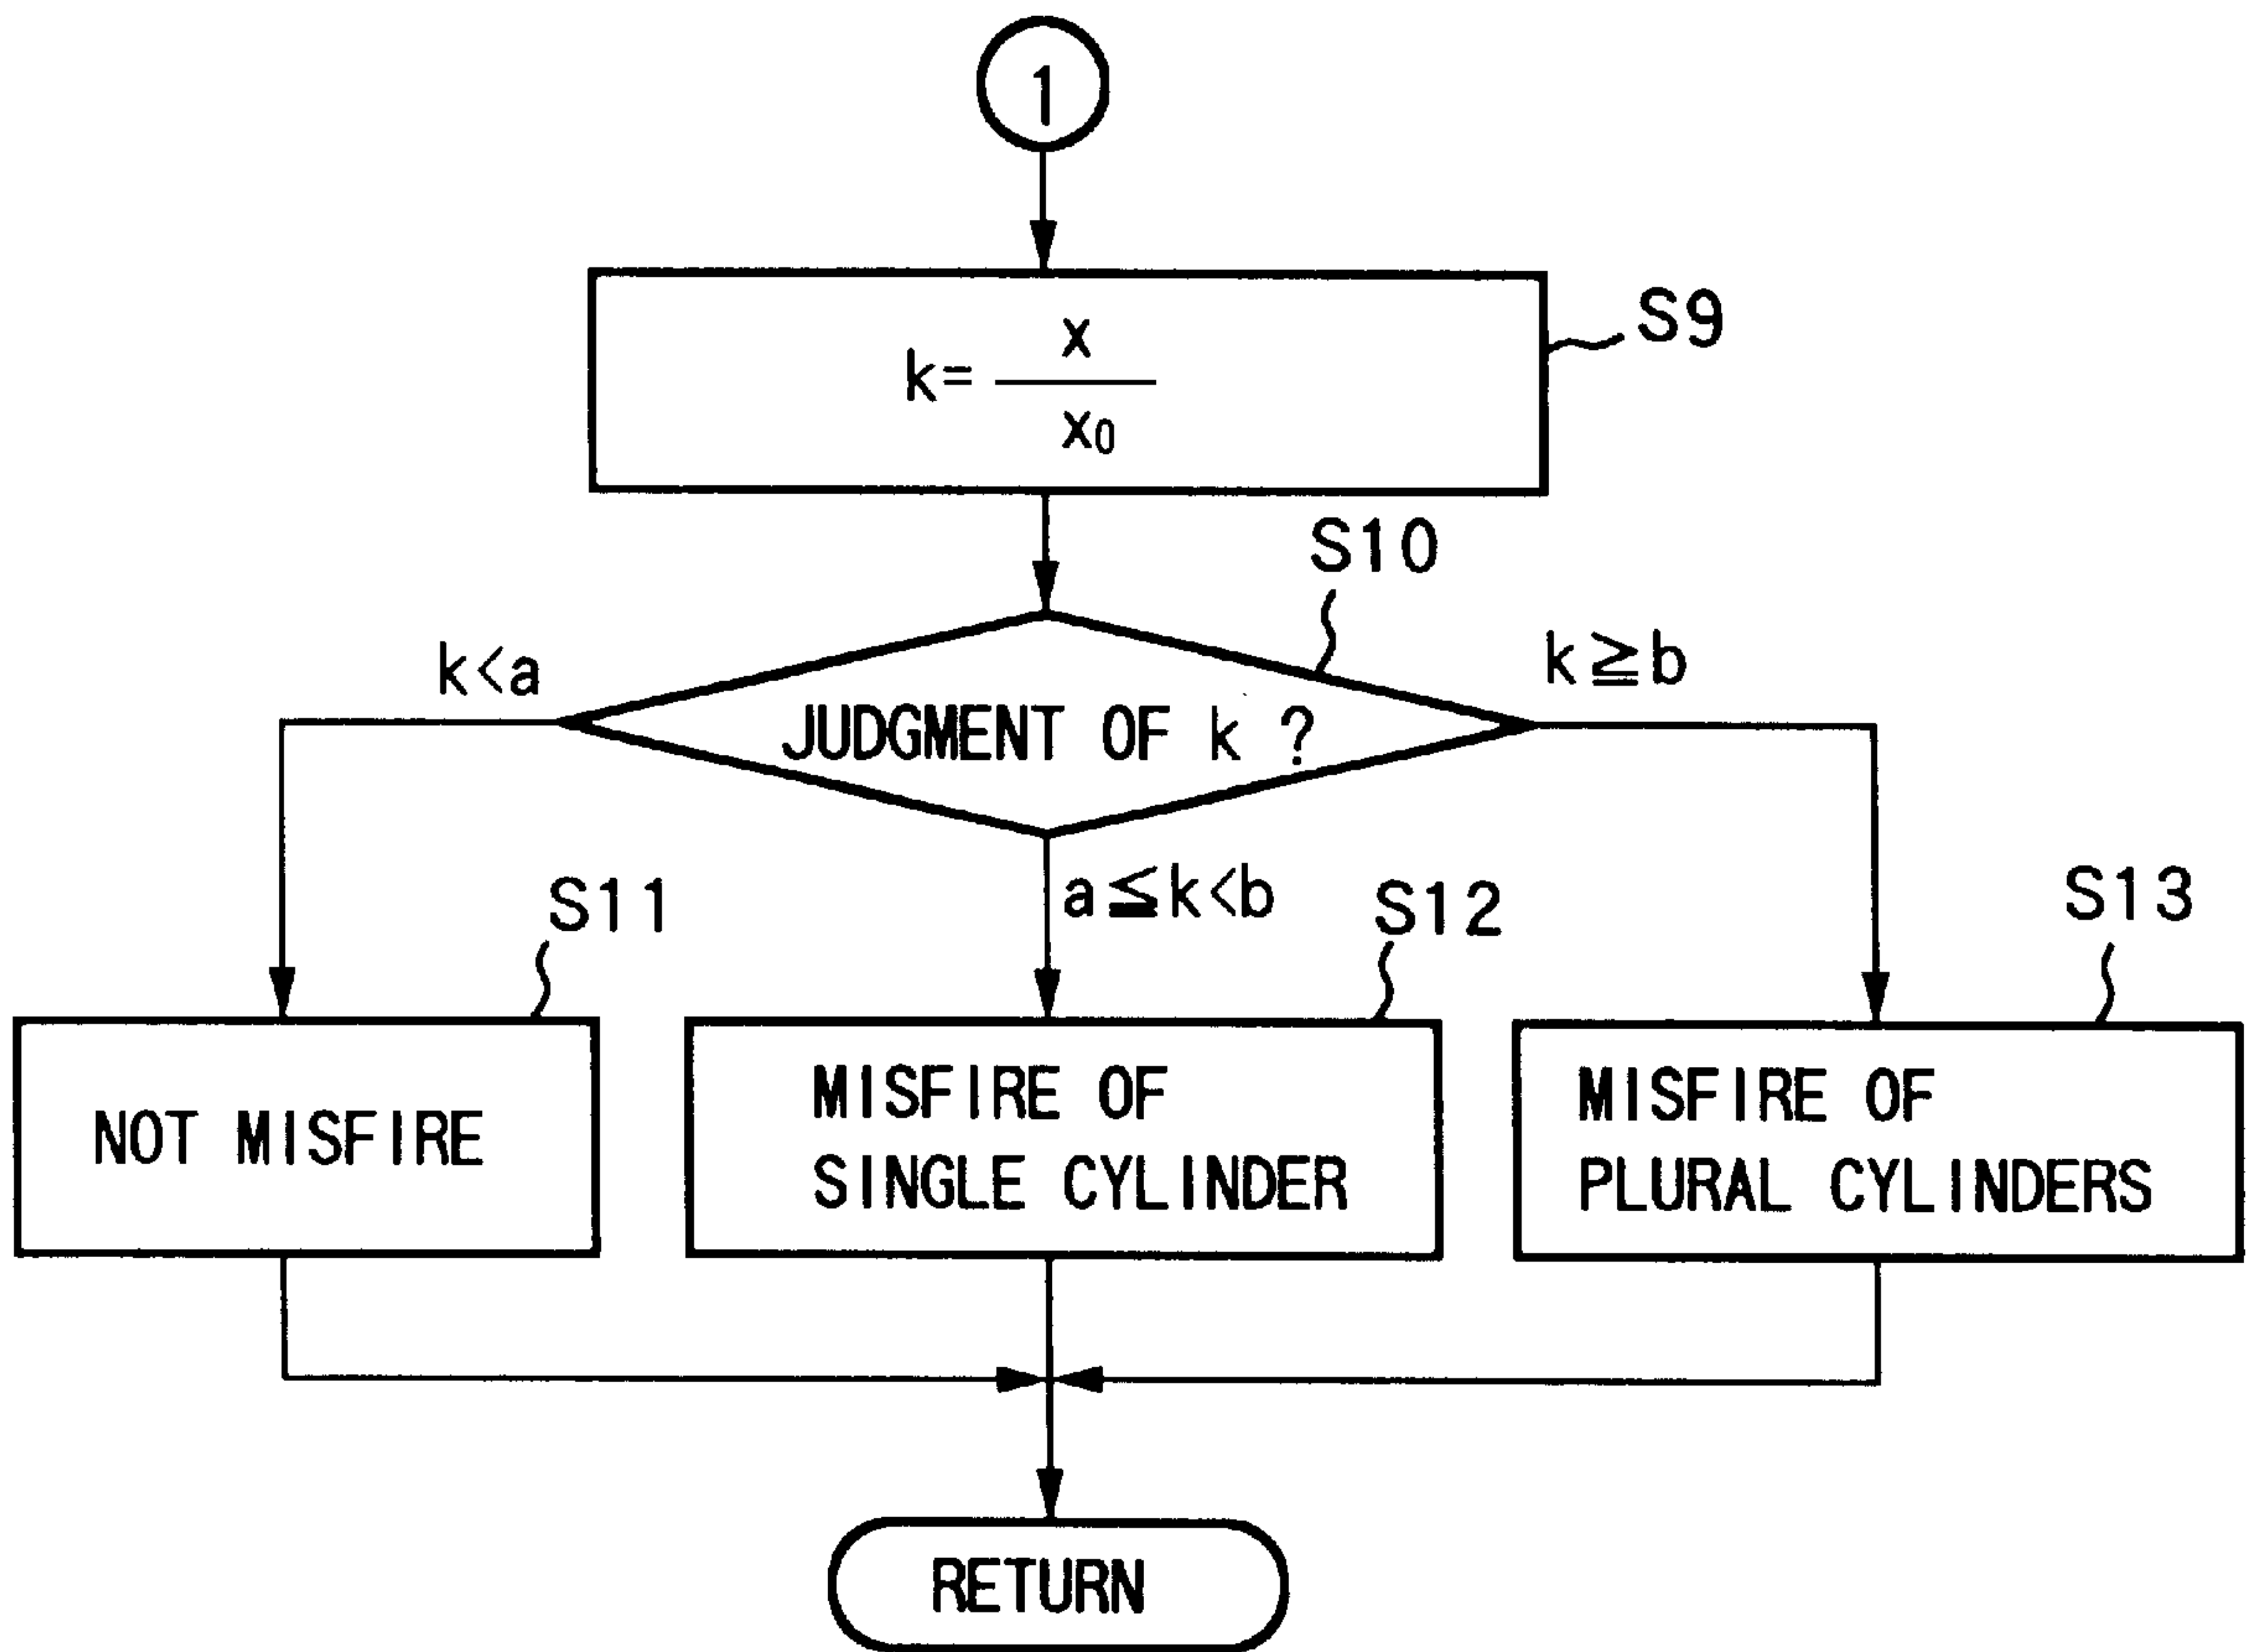 1
k= x
x₀
S9
S10
k<a
k≧b
JUDGMENT OF k ?
a≦k<b
S11
S12
S13
NOT MISFIRE
MISFIRE OF
SINGLE CYLINDER
MISFIRE OF
PLURAL CYLINDERS
RETURN